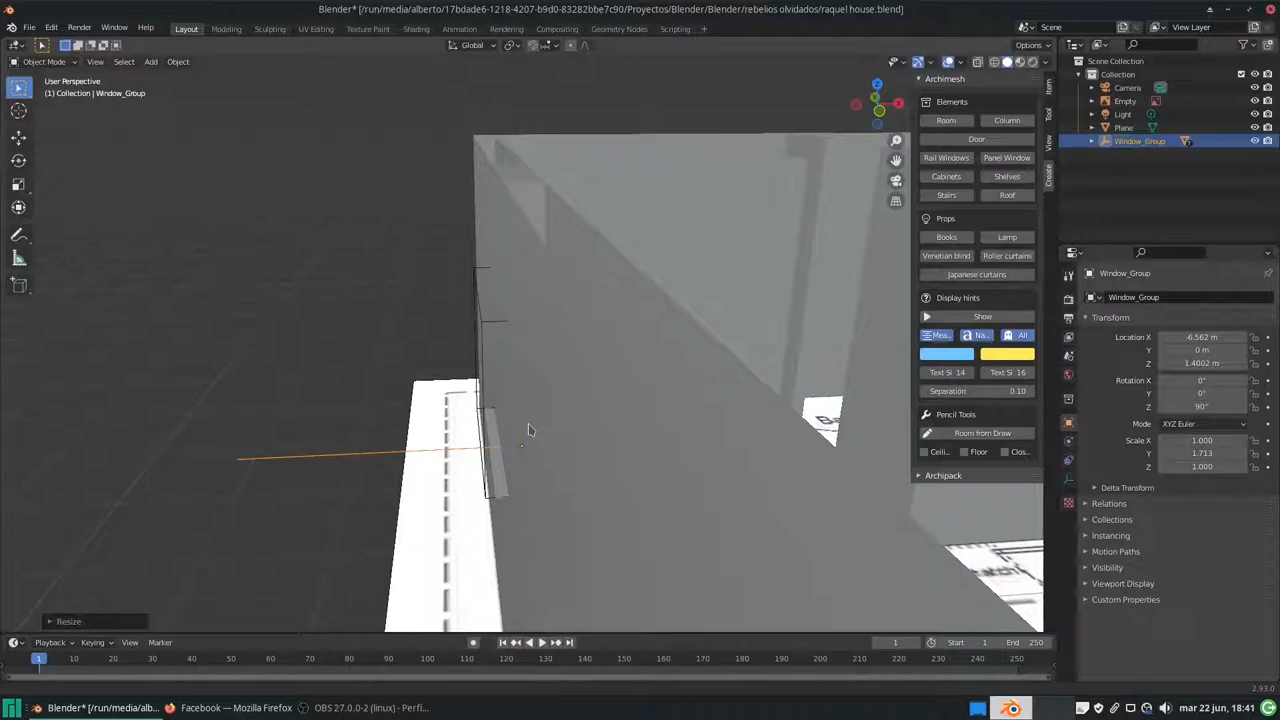 Blender* [/run/media/alberto/17bdade6-1218-4207-b9d0-83282bbe7c90/Proyectos/Blender/Blender/rebelios olvidados/raquel house.blend]
File Edit Render Window Help Layout Modeling Sculpting UV Editing Texture Paint Shading Animation Rendering Compositing Geometry Nodes Scripting + Scene View Layer
Global Options
Object Mode View Select Add Object
User Perspective
(1) Collection | Window_Group
Archimesh
Elements
Room Column
Door
Rail Windows Panel Window
Cabinets Shelves
Stairs Roof
Props
Books Lamp
Venetian blind Roller curtains
Japanese curtains
Display hints
Show
Mea... Na... All
Text Si 14 Text Si 16
Separation 0.10
Pencil Tools
Room from Draw
Ceili... Floor Clos...
Archipack
Item
Tool
View
Create
Scene Collection
Collection
Camera
Empty
Light
Plane
Window_Group
Window_Group
Window_Group
Transform
Location X -6.562 m
Y 0 m
Z 1.4002 m
Rotation X 0°
Y 0°
Z 90°
Mode XYZ Euler
Scale X 1.000
Y 1.713
Z 1.000
Delta Transform
Relations
Collections
Instancing
Motion Paths
Visibility
Viewport Display
Custom Properties
Resize
Playback Keying View Marker 1 Start 1 End 250
1 10 20 30 40 50 60 70 80 90 100 110 120 130 140 150 160 170 180 190 200 210 220 230 240 250
2.93.0
Blender* [/run/media/alb... Facebook — Mozilla Firefox OBS 27.0.0-2 (linux) - Perfi... mar 22 jun, 18:41